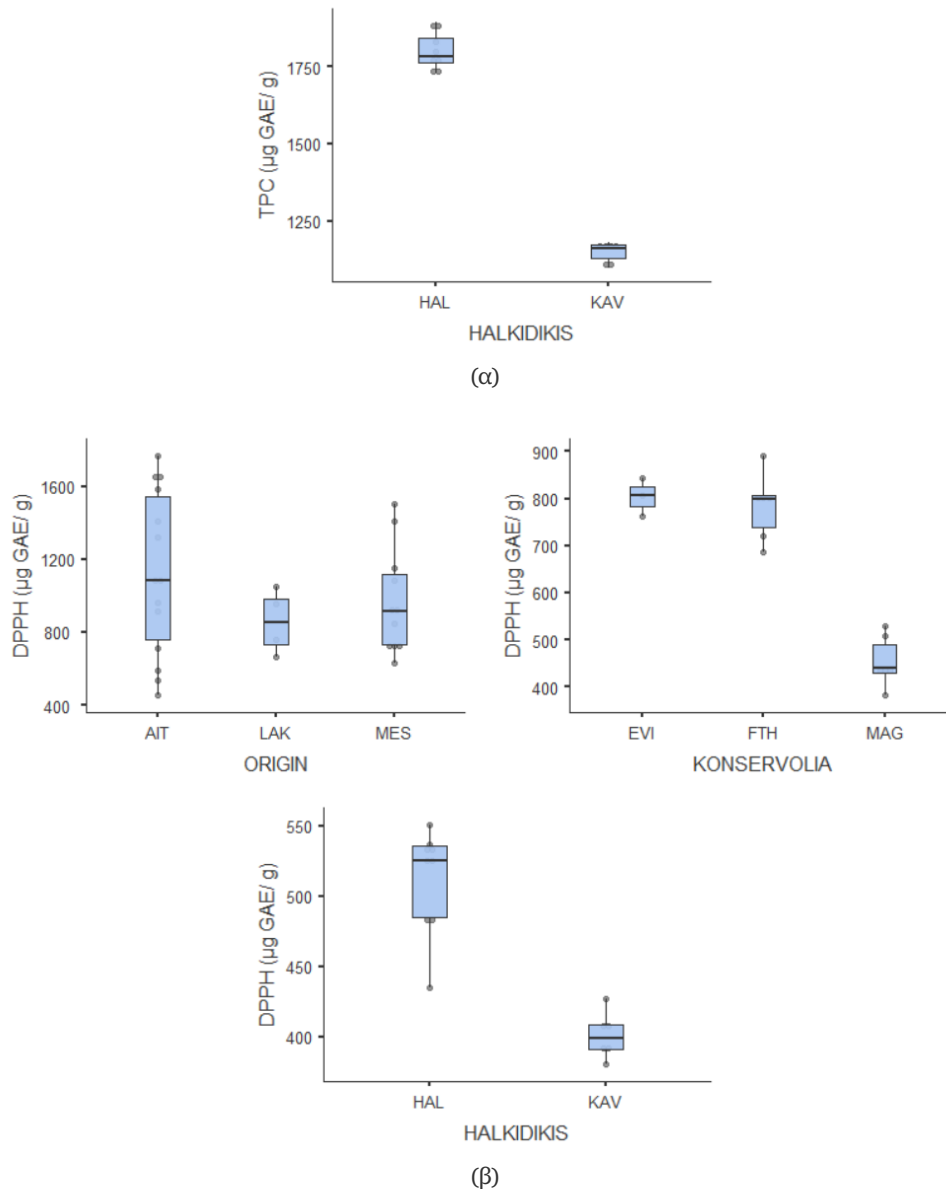 TPC (µg GAE/ g)
1750
1500
1250
HAL KAV
HALKIDIKIS
(α)
DPPH (µg GAE/ g)
1600
1200
800
400
AIT LAK MES
ORIGIN
DPPH (µg GAE/ g)
900
800
700
600
500
400
EVI FTH MAG
KONSERVOLIA
DPPH (µg GAE/ g)
550
500
450
400
HAL KAV
HALKIDIKIS
(β)